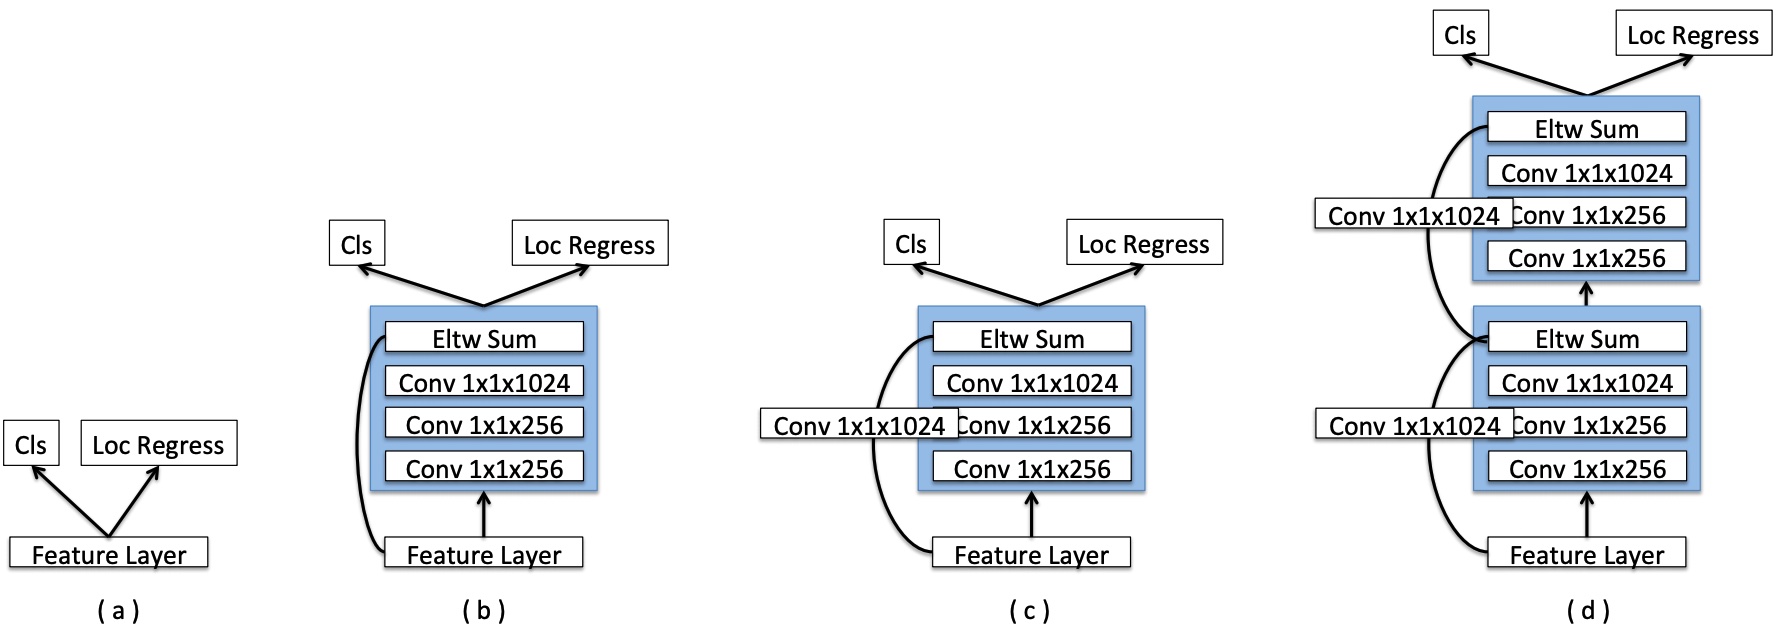 Cls
Loc Regress
Feature Layer
( a )
Cls
Loc Regress
Eltw Sum
Conv 1x1x1024
Conv 1x1x256
Conv 1x1x256
Feature Layer
( b )
Cls
Loc Regress
Eltw Sum
Conv 1x1x1024
Conv 1x1x1024
Conv 1x1x256
Conv 1x1x256
Feature Layer
( c )
Cls
Loc Regress
Eltw Sum
Conv 1x1x1024
Conv 1x1x1024
Conv 1x1x256
Conv 1x1x256
Eltw Sum
Conv 1x1x1024
Conv 1x1x1024
Conv 1x1x256
Conv 1x1x256
Feature Layer
( d )